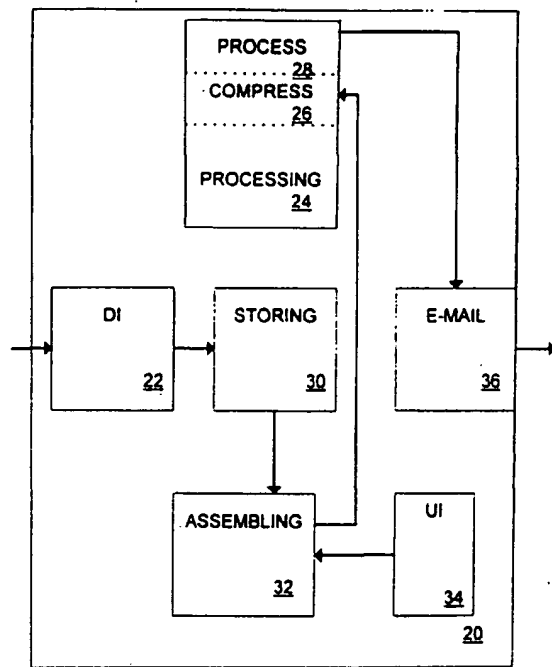 PROCESS
28
COMPRESS
26
PROCESSING
24
DI
22
STORING
30
E-MAIL
36
ASSEMBLING
32
UI
34
20